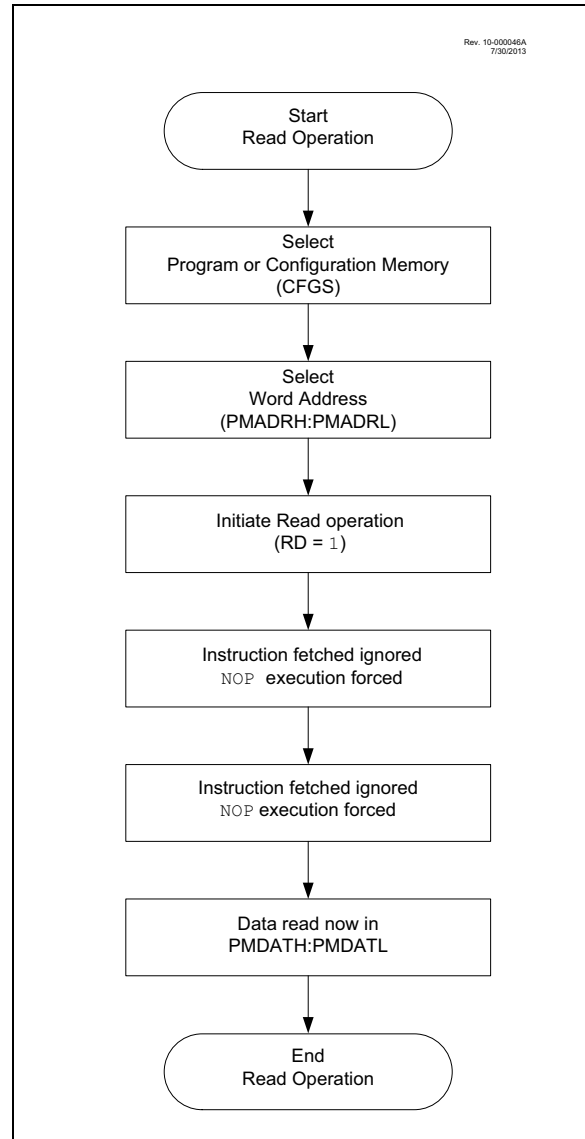 Rev. 10-000046A
7/30/2013
Start
Read Operation
Select
Program or Configuration Memory
(CFGS)
Select
Word Address
(PMADRH:PMADRL)
Initiate Read operation
(RD = 1)
Instruction fetched ignored
NOP execution forced
Instruction fetched ignored
NOP execution forced
Data read now in
PMDATH:PMDATL
End
Read Operation